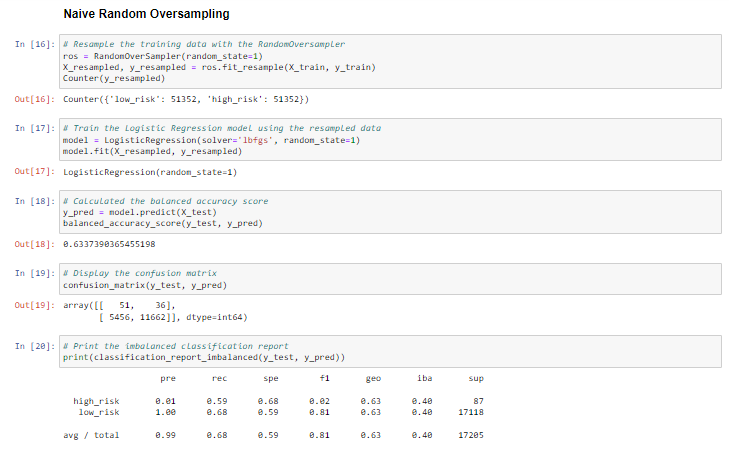 Naive Random Oversampling
In [16]: # Resample the training data with the RandomOversampler
ros = RandomOverSampler(random_state=1)
X_resampled, y_resampled = ros.fit_resample(X_train, y_train)
Counter(y_resampled)
Out[16]: Counter({'low_risk': 51352, 'high_risk': 51352})
In [17]: # Train the Logistic Regression model using the resampled data
model = LogisticRegression(solver='lbfgs', random_state=1)
model.fit(X_resampled, y_resampled)
Out[17]: LogisticRegression(random_state=1)
In [18]: # Calculated the balanced accuracy score
y_pred = model.predict(X_test)
balanced_accuracy_score(y_test, y_pred)
Out[18]: 0.6337390365455198
In [19]: # Display the confusion matrix
confusion_matrix(y_test, y_pred)
Out[19]: array([[ 51, 36],
[ 5456, 11662]], dtype=int64)
In [20]: # Print the imbalanced classification report
print(classification_report_imbalanced(y_test, y_pred))
pre rec spe f1 geo iba sup
high_risk 0.01 0.59 0.68 0.02 0.63 0.40 87
low_risk 1.00 0.68 0.59 0.81 0.63 0.40 17118
avg / total 0.99 0.68 0.59 0.81 0.63 0.40 17205